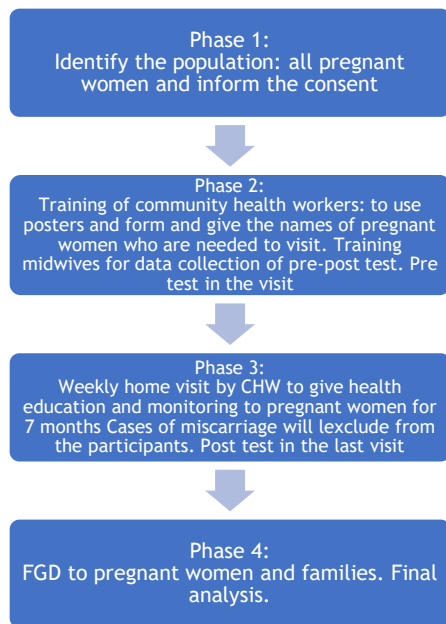 Phase 1:
Identify the population: all pregnant
women and inform the consent
Phase 2:
Training of community health workers: to use
posters and form and give the names of pregnant
women who are needed to visit. Training
midwives for data collection of pre-post test. Pre
test in the visit
Phase 3:
Weekly home visit by CHW to give health
education and monitoring to pregnant women for
7 months Cases of miscarriage will lexclude from
the participants. Post test in the last visit
Phase 4:
FGD to pregnant women and families. Final
analysis.